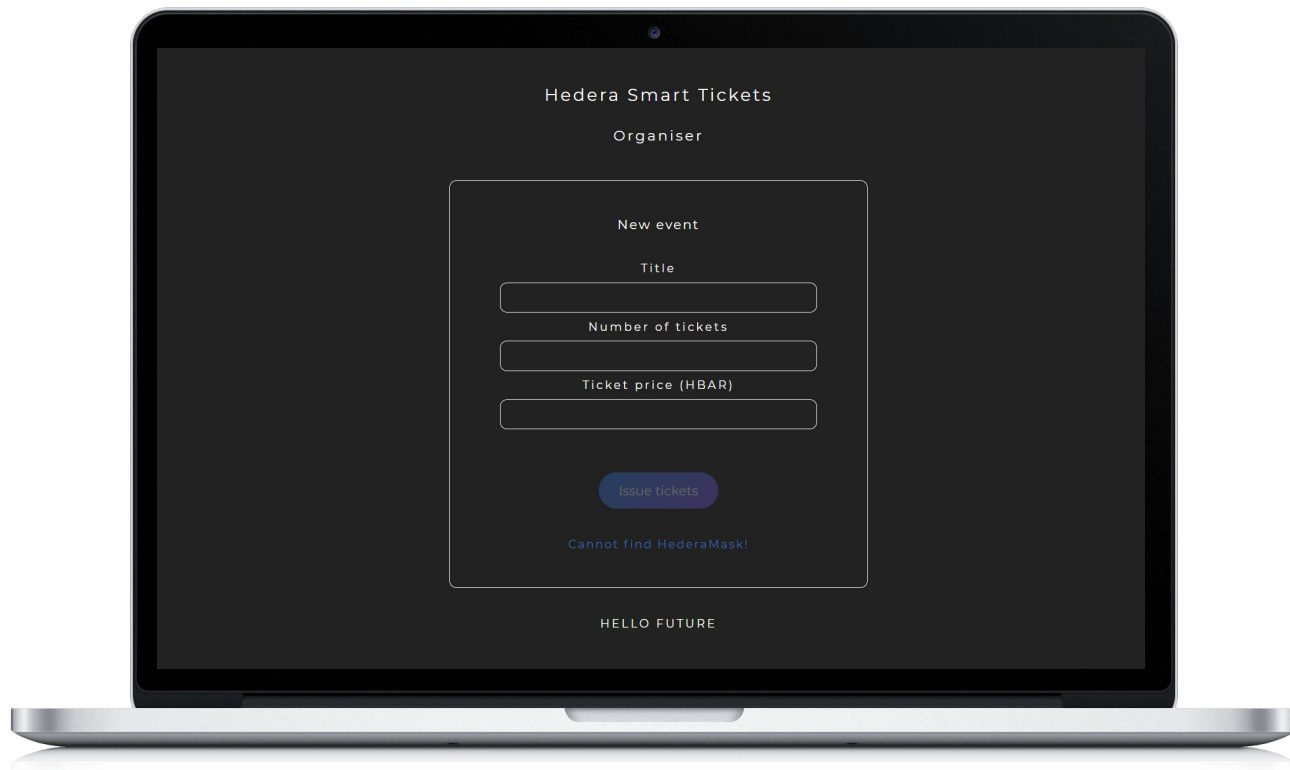 Hedera Smart Tickets
Organiser
New event
Title
Number of tickets
Ticket price (HBAR)
Issue tickets
Cannot find HederaMask!
HELLO FUTURE